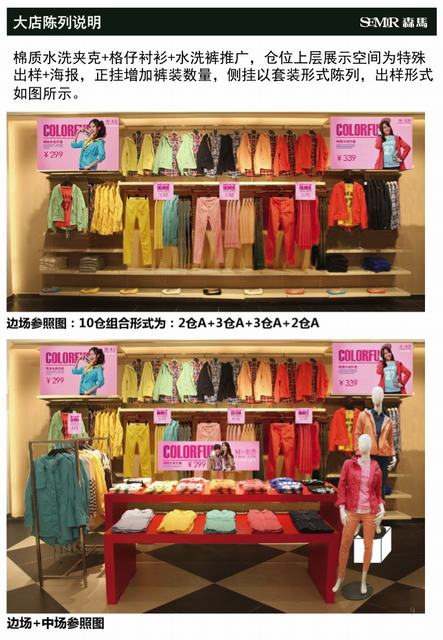 大店陈列说明
SEMIR 森馬
棉质水洗夹克+格仔衬衫+水洗裤推广，仓位上层展示空间为特殊
出样+海报，正挂增加裤装数量，侧挂以套装形式陈列，出样形式
如图所示。
COLORFUL
¥299
COLORFUL
¥339
边场参照图：10仓组合形式为：2仓A+3仓A+3仓A+2仓A
COLORFUL
¥299
COLORFUL
¥339
COLORFUL
¥299
边场+中场参照图
9